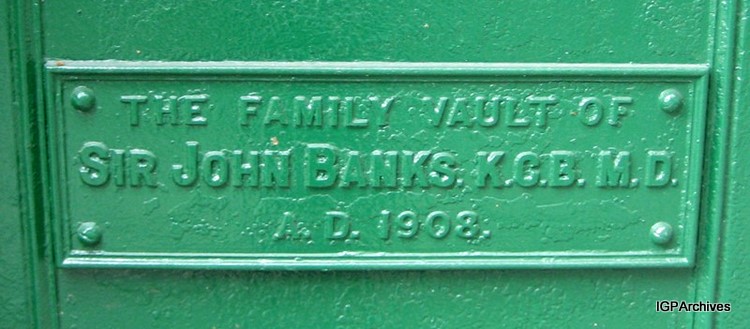 THE FAMILY VAULT OF
SIR JOHN BANKS. K.C.B. M.D.
A. D. 1908.
IGPArchives